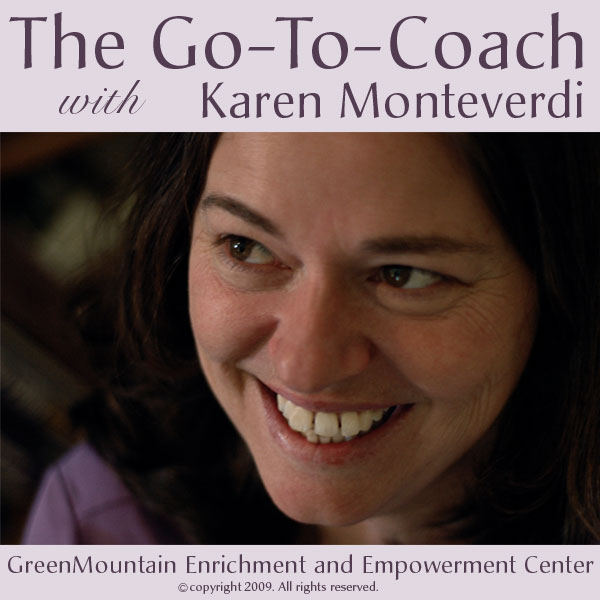 The Go-To-Coach
with Karen Monteverdi
GreenMountain Enrichment and Empowerment Center
© copyright 2009. All rights reserved.